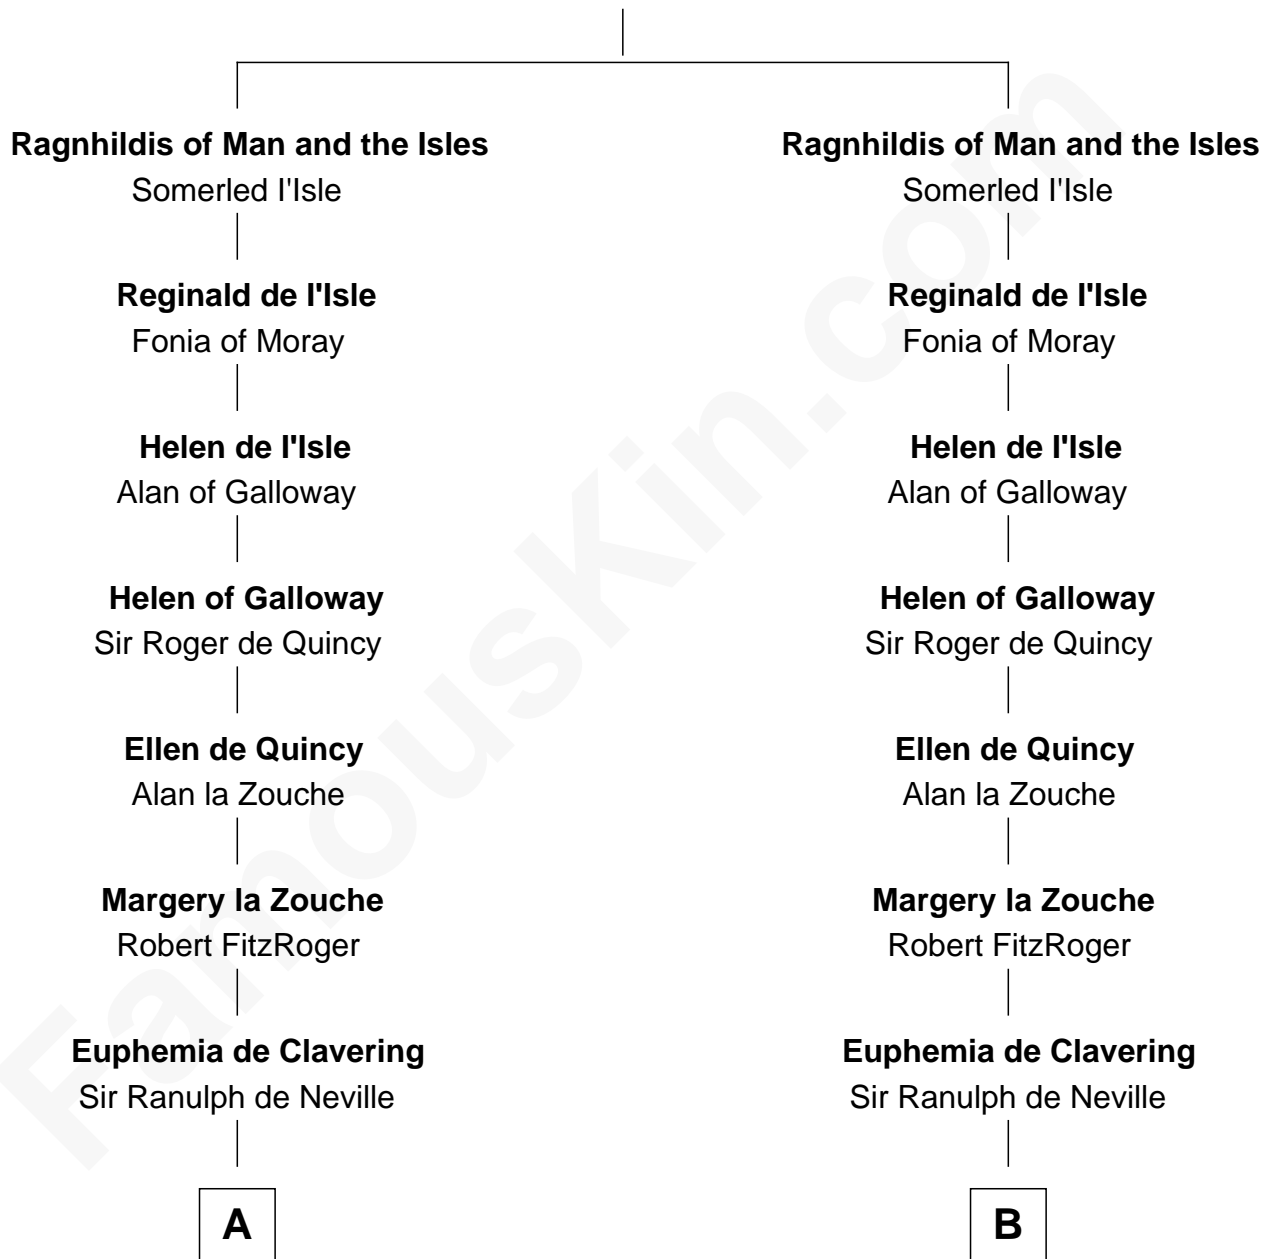 Ragnhildis of Man and the Isles
Somerled I'Isle
Reginald de I'Isle
Fonia of Moray
Helen de I'Isle
Alan of Galloway
Helen of Galloway
Sir Roger de Quincy
Ellen de Quincy
Alan la Zouche
Margery la Zouche
Robert FitzRoger
Euphemia de Clavering
Sir Ranulph de Neville
A
Ragnhildis of Man and the Isles
Somerled I'Isle
Reginald de I'Isle
Fonia of Moray
Helen de I'Isle
Alan of Galloway
Helen of Galloway
Sir Roger de Quincy
Ellen de Quincy
Alan la Zouche
Margery la Zouche
Robert FitzRoger
Euphemia de Clavering
Sir Ranulph de Neville
B
FamousKin.com